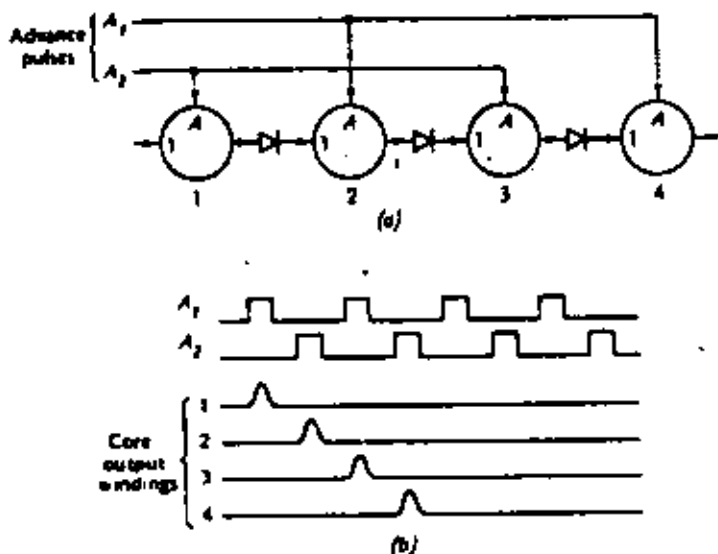 Advance pulses
A1
A2
A A A A
1 1 1 1
1 2 3 4
(a)
A1
A2
Core output windings
1
2
3
4
(b)